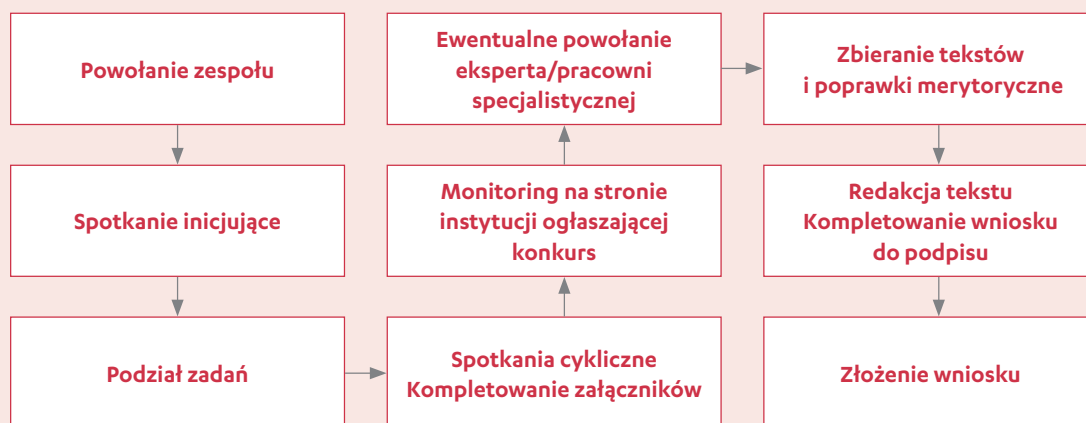 Powołanie zespołu
Spotkanie inicjujące
Podział zadań
Spotkania cykliczne
Kompletowanie załączników
Monitoring na stronie
instytucji ogłaszającej
konkurs
Ewentualne powołanie
eksperta/pracowni
specjalistycznej
Zbieranie tekstów
i poprawki merytoryczne
Redakcja tekstu
Kompletowanie wniosku
do podpisu
Złożenie wniosku